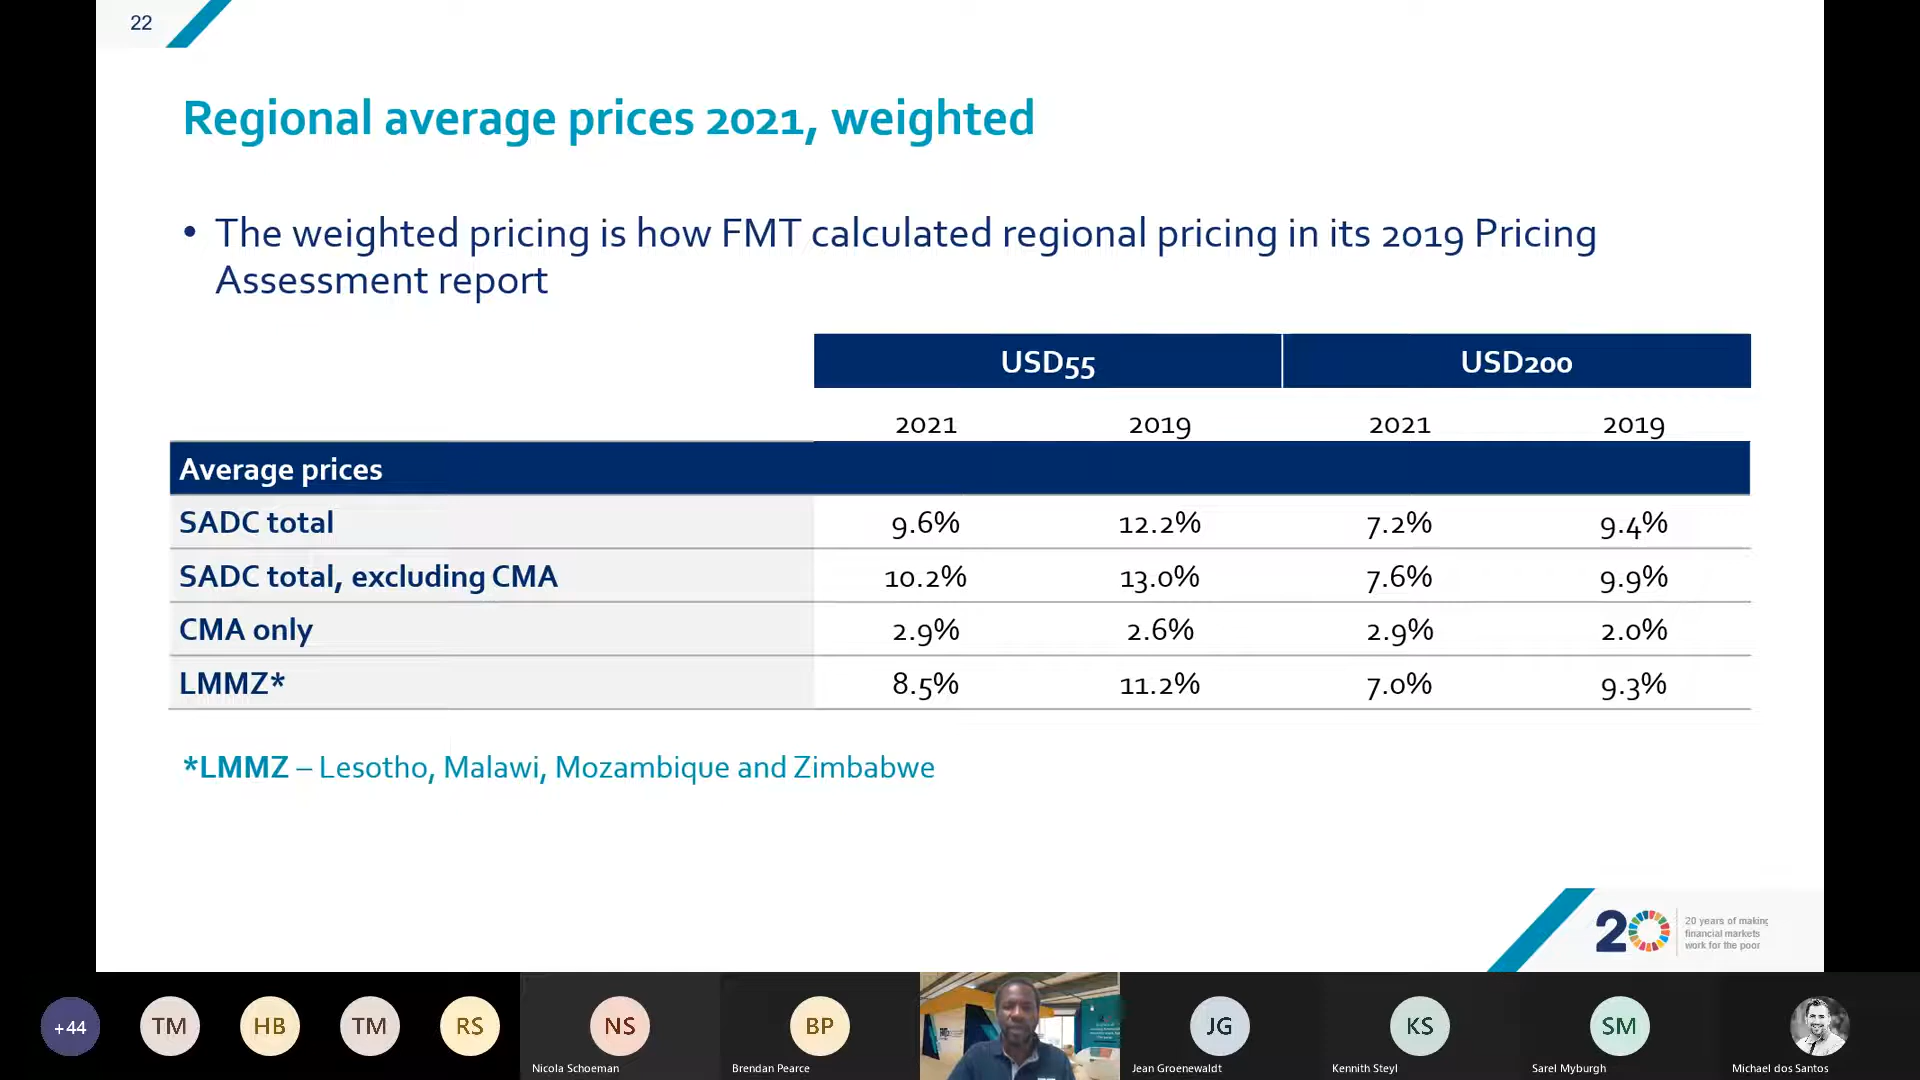 22
Regional average prices 2021, weighted
• The weighted pricing is how FMT calculated regional pricing in its 2019 Pricing
Assessment report
USD55 USD200
2021 2019 2021 2019
Average prices
SADC total 9.6% 12.2% 7.2% 9.4%
SADC total, excluding CMA 10.2% 13.0% 7.6% 9.9%
CMA only 2.9% 2.6% 2.9% 2.0%
LMMZ* 8.5% 11.2% 7.0% 9.3%
*LMMZ – Lesotho, Malawi, Mozambique and Zimbabwe
20
20 years of making
financial markets
work for the poor
+44 TM HB TM RS NS BP JG KS SM
Nicola Schoeman Brendan Pearce Jean Groenewaldt Kennith Steyl Sarel Myburgh Michael dos Santos